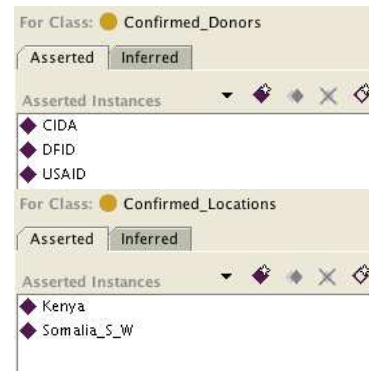 For Class: Confirmed_Donors
Asserted Inferred
Asserted Instances
CIDA
DFID
USAID
For Class: Confirmed_Locations
Asserted Inferred
Asserted Instances
Kenya
Somalia_S_W